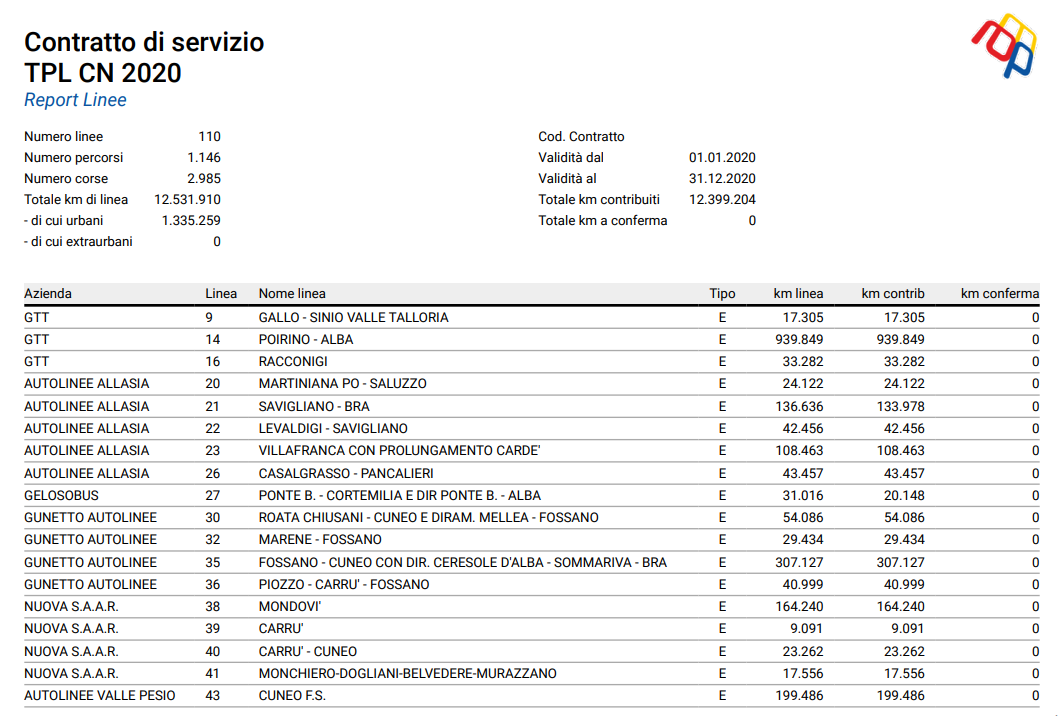 Contratto di servizio
TPL CN 2020
Report Linee
Numero linee 110
Numero percorsi 1.146
Numero corse 2.985
Totale km di linea 12.531.910
- di cui urbani 1.335.259
- di cui extraurbani 0
Cod. Contratto
Validità dal 01.01.2020
Validità al 31.12.2020
Totale km contribuiti 12.399.204
Totale km a conferma 0
Azienda Linea Nome linea Tipo km linea km contrib km conferma
GTT 9 GALLO - SINIO VALLE TALLORIA E 17.305 17.305 0
GTT 14 POIRINO - ALBA E 939.849 939.849 0
GTT 16 RACCONIGI E 33.282 33.282 0
AUTOLINEE ALLASIA 20 MARTINIANA PO - SALUZZO E 24.122 24.122 0
AUTOLINEE ALLASIA 21 SAVIGLIANO - BRA E 136.636 133.978 0
AUTOLINEE ALLASIA 22 LEVALDIGI - SAVIGLIANO E 42.456 42.456 0
AUTOLINEE ALLASIA 23 VILLAFRANCA CON PROLUNGAMENTO CARDE' E 108.463 108.463 0
AUTOLINEE ALLASIA 26 CASALGRASSO - PANCALIERI E 43.457 43.457 0
GELOSOBUS 27 PONTE B. - CORTEMILIA E DIR PONTE B. - ALBA E 31.016 20.148 0
GUNETTO AUTOLINEE 30 ROATA CHIUSANI - CUNEO E DIRAM. MELLEA - FOSSANO E 54.086 54.086 0
GUNETTO AUTOLINEE 32 MARENE - FOSSANO E 29.434 29.434 0
GUNETTO AUTOLINEE 35 FOSSANO - CUNEO CON DIR. CERESOLE D'ALBA - SOMMARIVA - BRA E 307.127 307.127 0
GUNETTO AUTOLINEE 36 PIOZZO - CARRU' - FOSSANO E 40.999 40.999 0
NUOVA S.A.A.R. 38 MONDOVI' E 164.240 164.240 0
NUOVA S.A.A.R. 39 CARRU' E 9.091 9.091 0
NUOVA S.A.A.R. 40 CARRU' - CUNEO E 23.262 23.262 0
NUOVA S.A.A.R. 41 MONCHIERO-DOGLIANI-BELVEDERE-MURAZZANO E 17.556 17.556 0
AUTOLINEE VALLE PESIO 43 CUNEO F.S. E 199.486 199.486 0